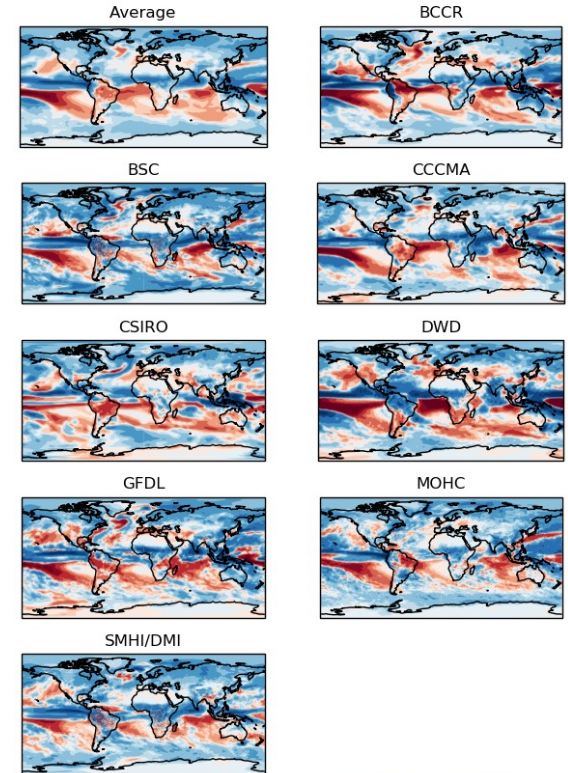 Average
BCCR
BSC
CCCMA
CSIRO
DWD
GFDL
MOHC
SMHI/DMI